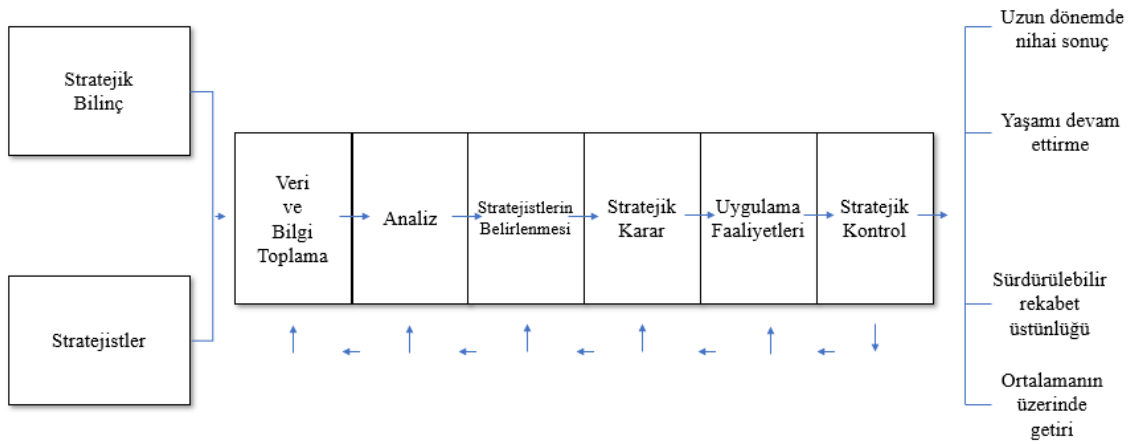 Stratejik
Bilinç
Stratejistler
Veri
ve
Bilgi
Toplama
Analiz
Stratejistlerin
Belirlenmesi
Stratejik
Karar
Uygulama
Faaliyetleri
Stratejik
Kontrol
Uzun dönemde
nihai sonuç
Yaşamı devam
ettirme
Sürdürülebilir
rekabet
üstünlüğü
Ortalamanın
üzerinde
getiri